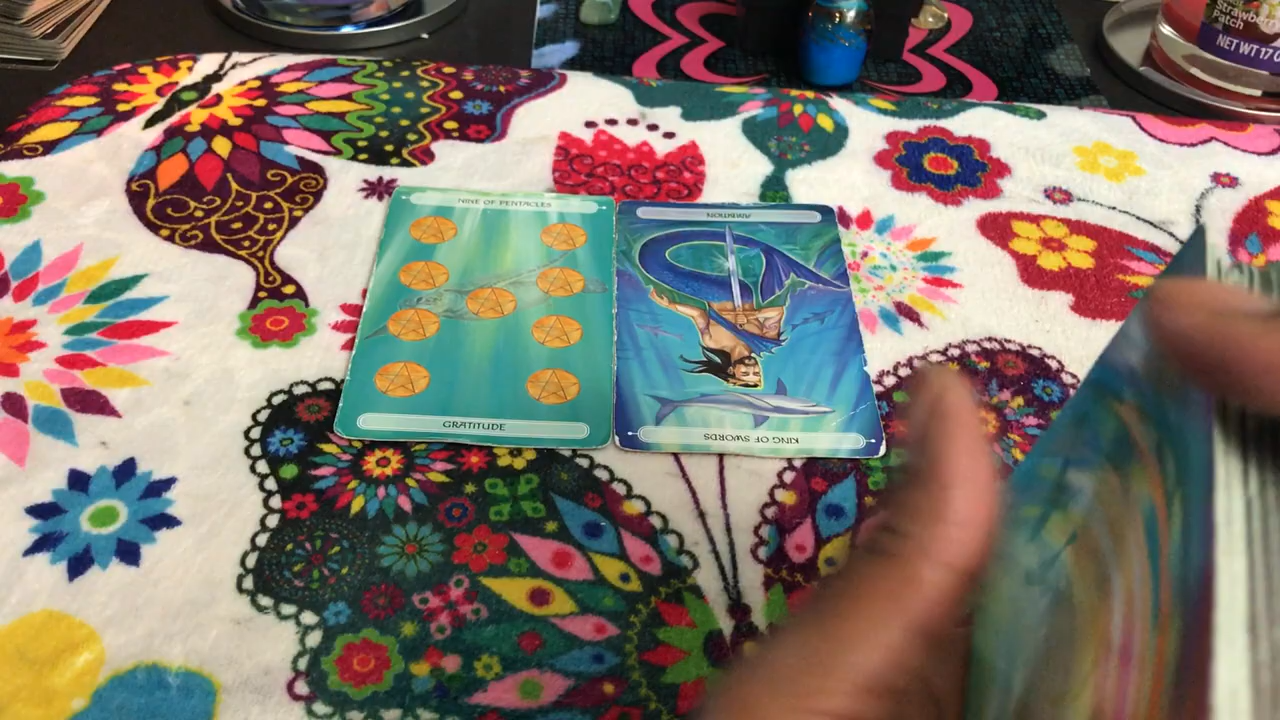 Strawberry
Patch
NET WT 17 O
NINE OF PENTACLES
GRATITUDE
AMBITION
KING OF SWORDS